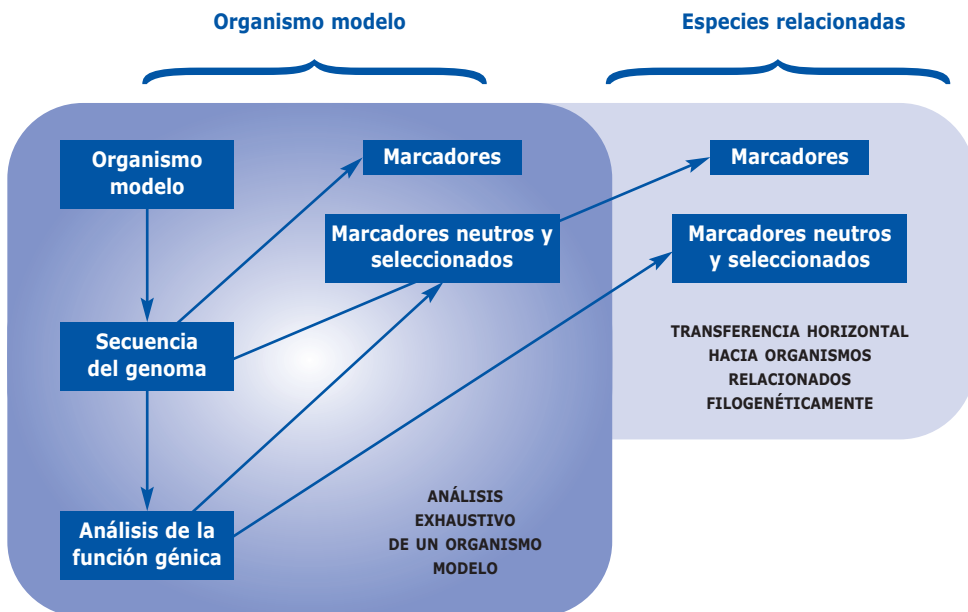 Organismo modelo
Especies relacionadas
Organismo
modelo
Marcadores
Marcadores
Marcadores neutros y
seleccionados
Marcadores neutros
y seleccionados
Secuencia
del genoma
TRANSFERENCIA HORIZONTAL
HACIA ORGANISMOS
RELACIONADOS
FILOGENÉTICAMENTE
Análisis de la
función génica
ANÁLISIS
EXHAUSTIVO
DE UN ORGANISMO
MODELO